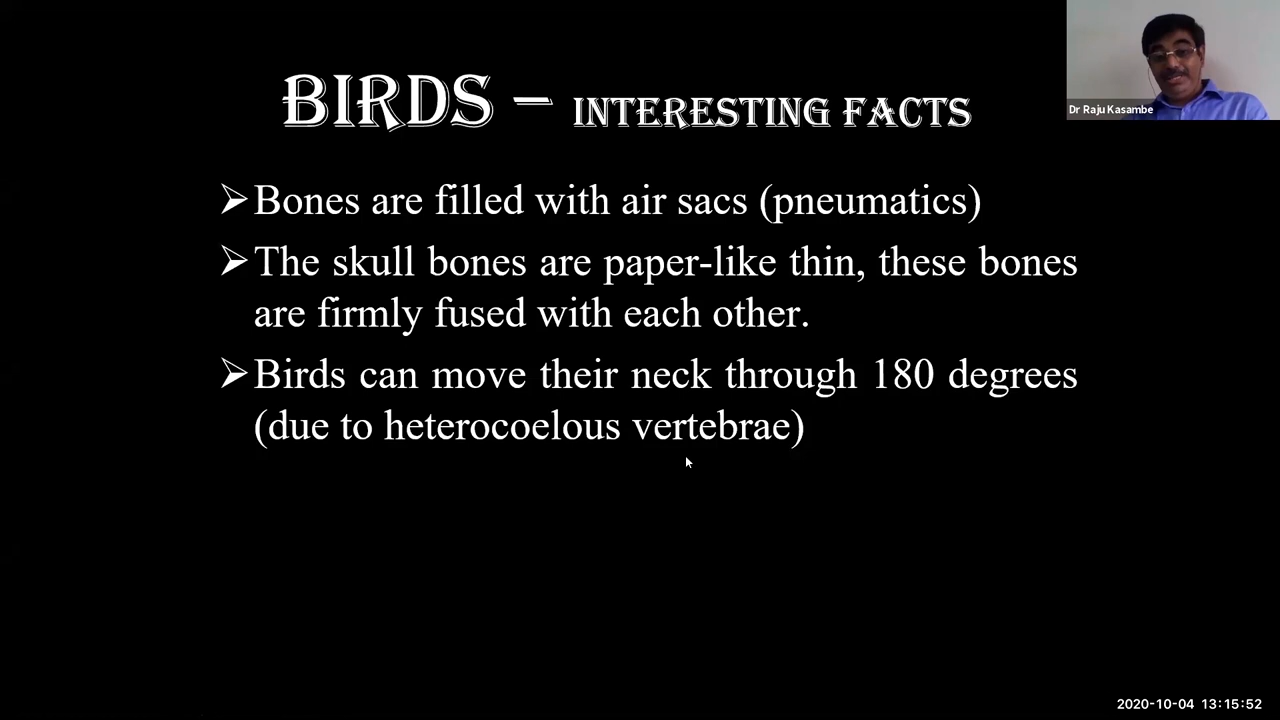 BIRDS – INTERESTING FACTS
Dr Raju Kasambe
➢Bones are filled with air sacs (pneumatics)
➢The skull bones are paper-like thin, these bones
are firmly fused with each other.
➢Birds can move their neck through 180 degrees
(due to heterocoelous vertebrae)
2020-10-04 13:15:52